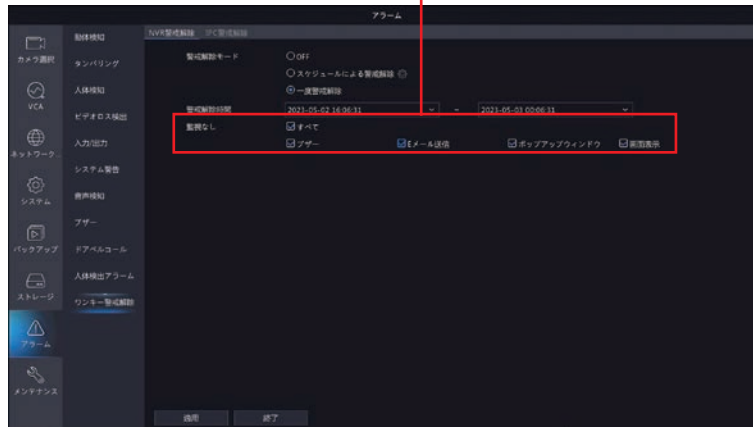 アラーム
カメラ選択
VCA
ネットワーク..
システム
バックアップ
ストレージ
アラーム
メンテナンス
動体検知
タンパリング
人体検知
ビデオロス検出
入力/出力
システム警告
音声検知
ブザー
ドアベルコール
人体検出アラーム
ワンキー警戒解除
NVR警戒解除 IPC警戒解除
警戒解除モード OFF
スケジュールによる警戒解除
一度警戒解除
警戒解除時間 2023-05-02 16:06:31 ~ 2023-05-03 00:06:31
監視なし すべて
ブザー Eメール送信 ポップアップウィンドウ 画面表示
適用 終了